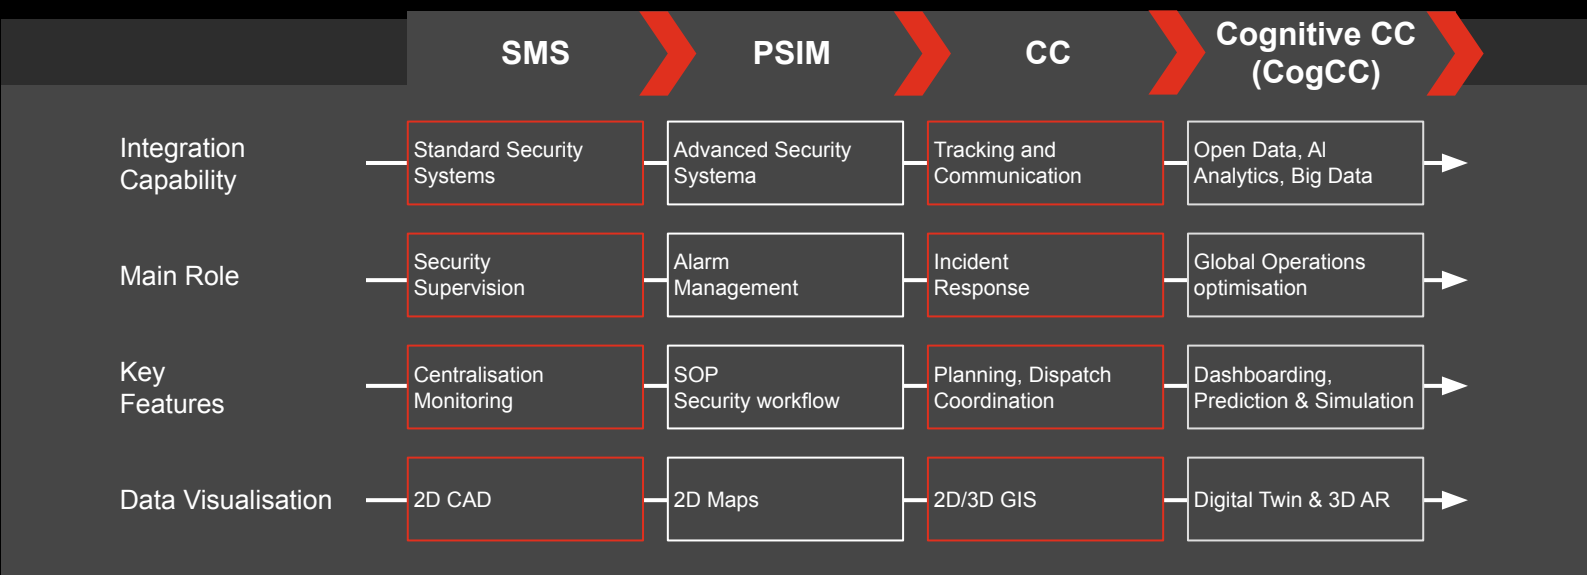 SMS
PSIM
CC
Cognitive CC
(CogCC)
Integration
Capability
Standard Security
Systems
Advanced Security
Systema
Tracking and
Communication
Open Data, AI
Analytics, Big Data
Main Role
Security
Supervision
Alarm
Management
Incident
Response
Global Operations
optimisation
Key
Features
Centralisation
Monitoring
SOP
Security workflow
Planning, Dispatch
Coordination
Dashboarding,
Prediction & Simulation
Data Visualisation
2D CAD
2D Maps
2D/3D GIS
Digital Twin & 3D AR